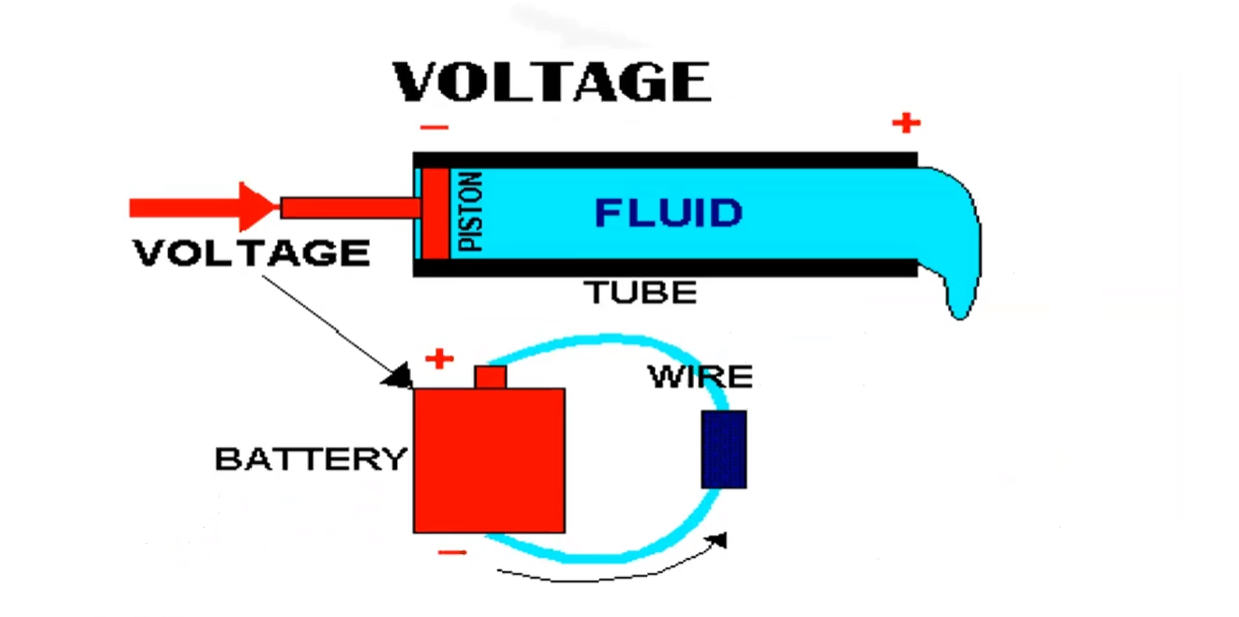 VOLTAGE
− +
PISTON
FLUID
VOLTAGE
TUBE
+
WIRE
BATTERY
−